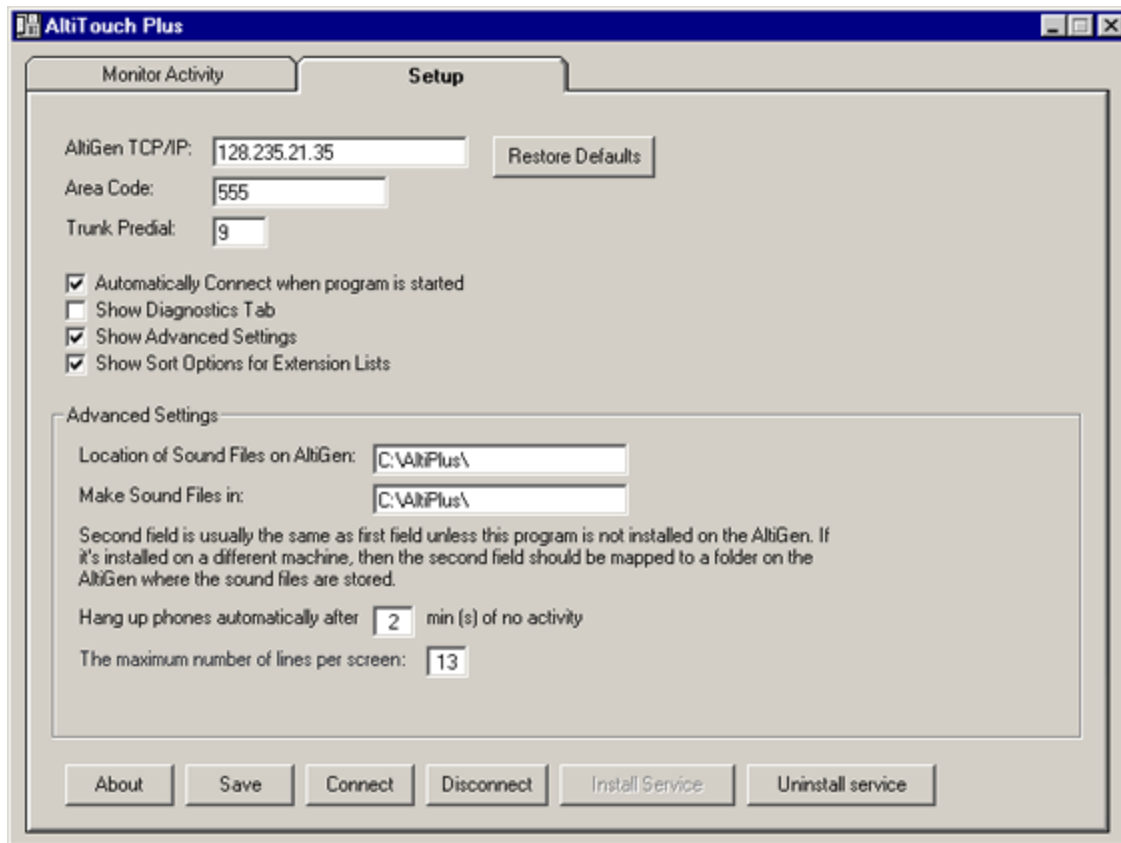 AltiTouch Plus
Monitor Activity
Setup
AltiGen TCP/IP: 128.235.21.35
Restore Defaults
Area Code: 555
Trunk Predial: 9
Automatically Connect when program is started
Show Diagnostics Tab
Show Advanced Settings
Show Sort Options for Extension Lists
Advanced Settings
Location of Sound Files on AltiGen: C:\AltiPlus\
Make Sound Files in: C:\AltiPlus\
Second field is usually the same as first field unless this program is not installed on the AltiGen. If
it's installed on a different machine, then the second field should be mapped to a folder on the
AltiGen where the sound files are stored.
Hang up phones automatically after 2 min (s) of no activity
The maximum number of lines per screen: 13
About
Save
Connect
Disconnect
Install Service
Uninstall service